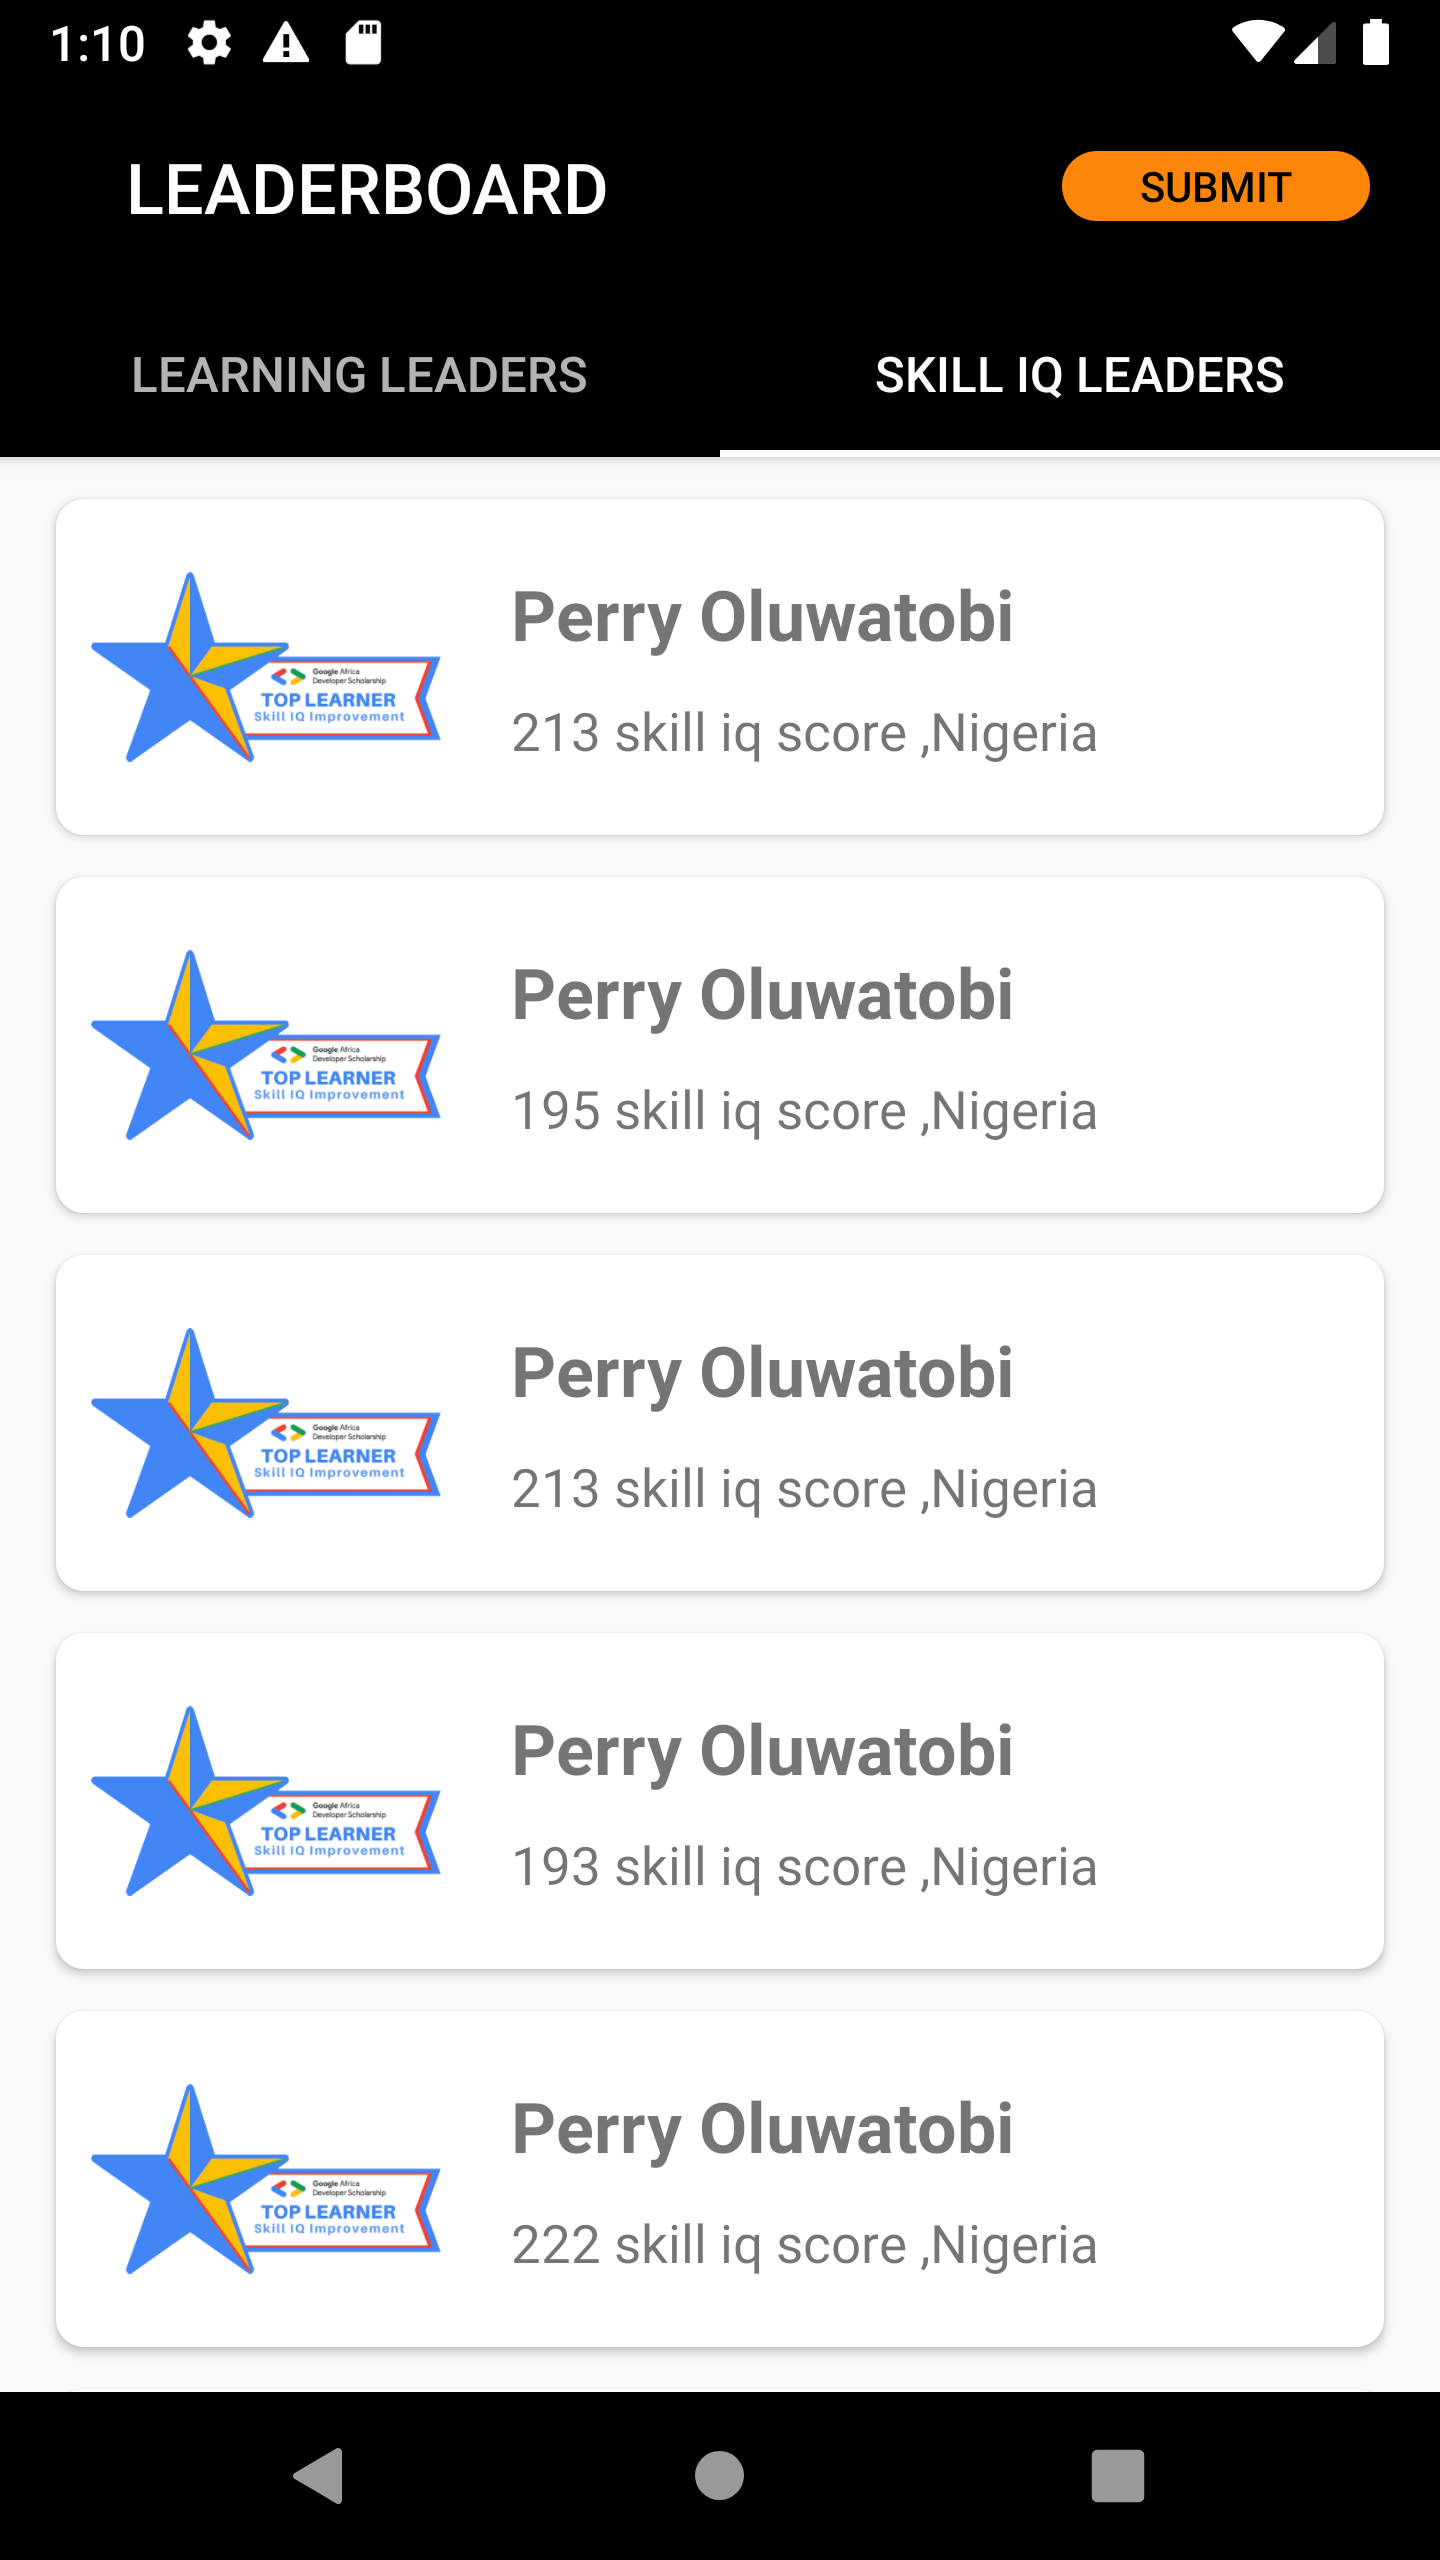 1:10
LEADERBOARD
SUBMIT
LEARNING LEADERS
SKILL IQ LEADERS
Perry Oluwatobi
Google Africa
Developer Scholarship
TOP LEARNER
Skill IQ Improvement
213 skill iq score ,Nigeria
Perry Oluwatobi
Google Africa
Developer Scholarship
TOP LEARNER
Skill IQ Improvement
195 skill iq score ,Nigeria
Perry Oluwatobi
Google Africa
Developer Scholarship
TOP LEARNER
Skill IQ Improvement
213 skill iq score ,Nigeria
Perry Oluwatobi
Google Africa
Developer Scholarship
TOP LEARNER
Skill IQ Improvement
193 skill iq score ,Nigeria
Perry Oluwatobi
Google Africa
Developer Scholarship
TOP LEARNER
Skill IQ Improvement
222 skill iq score ,Nigeria